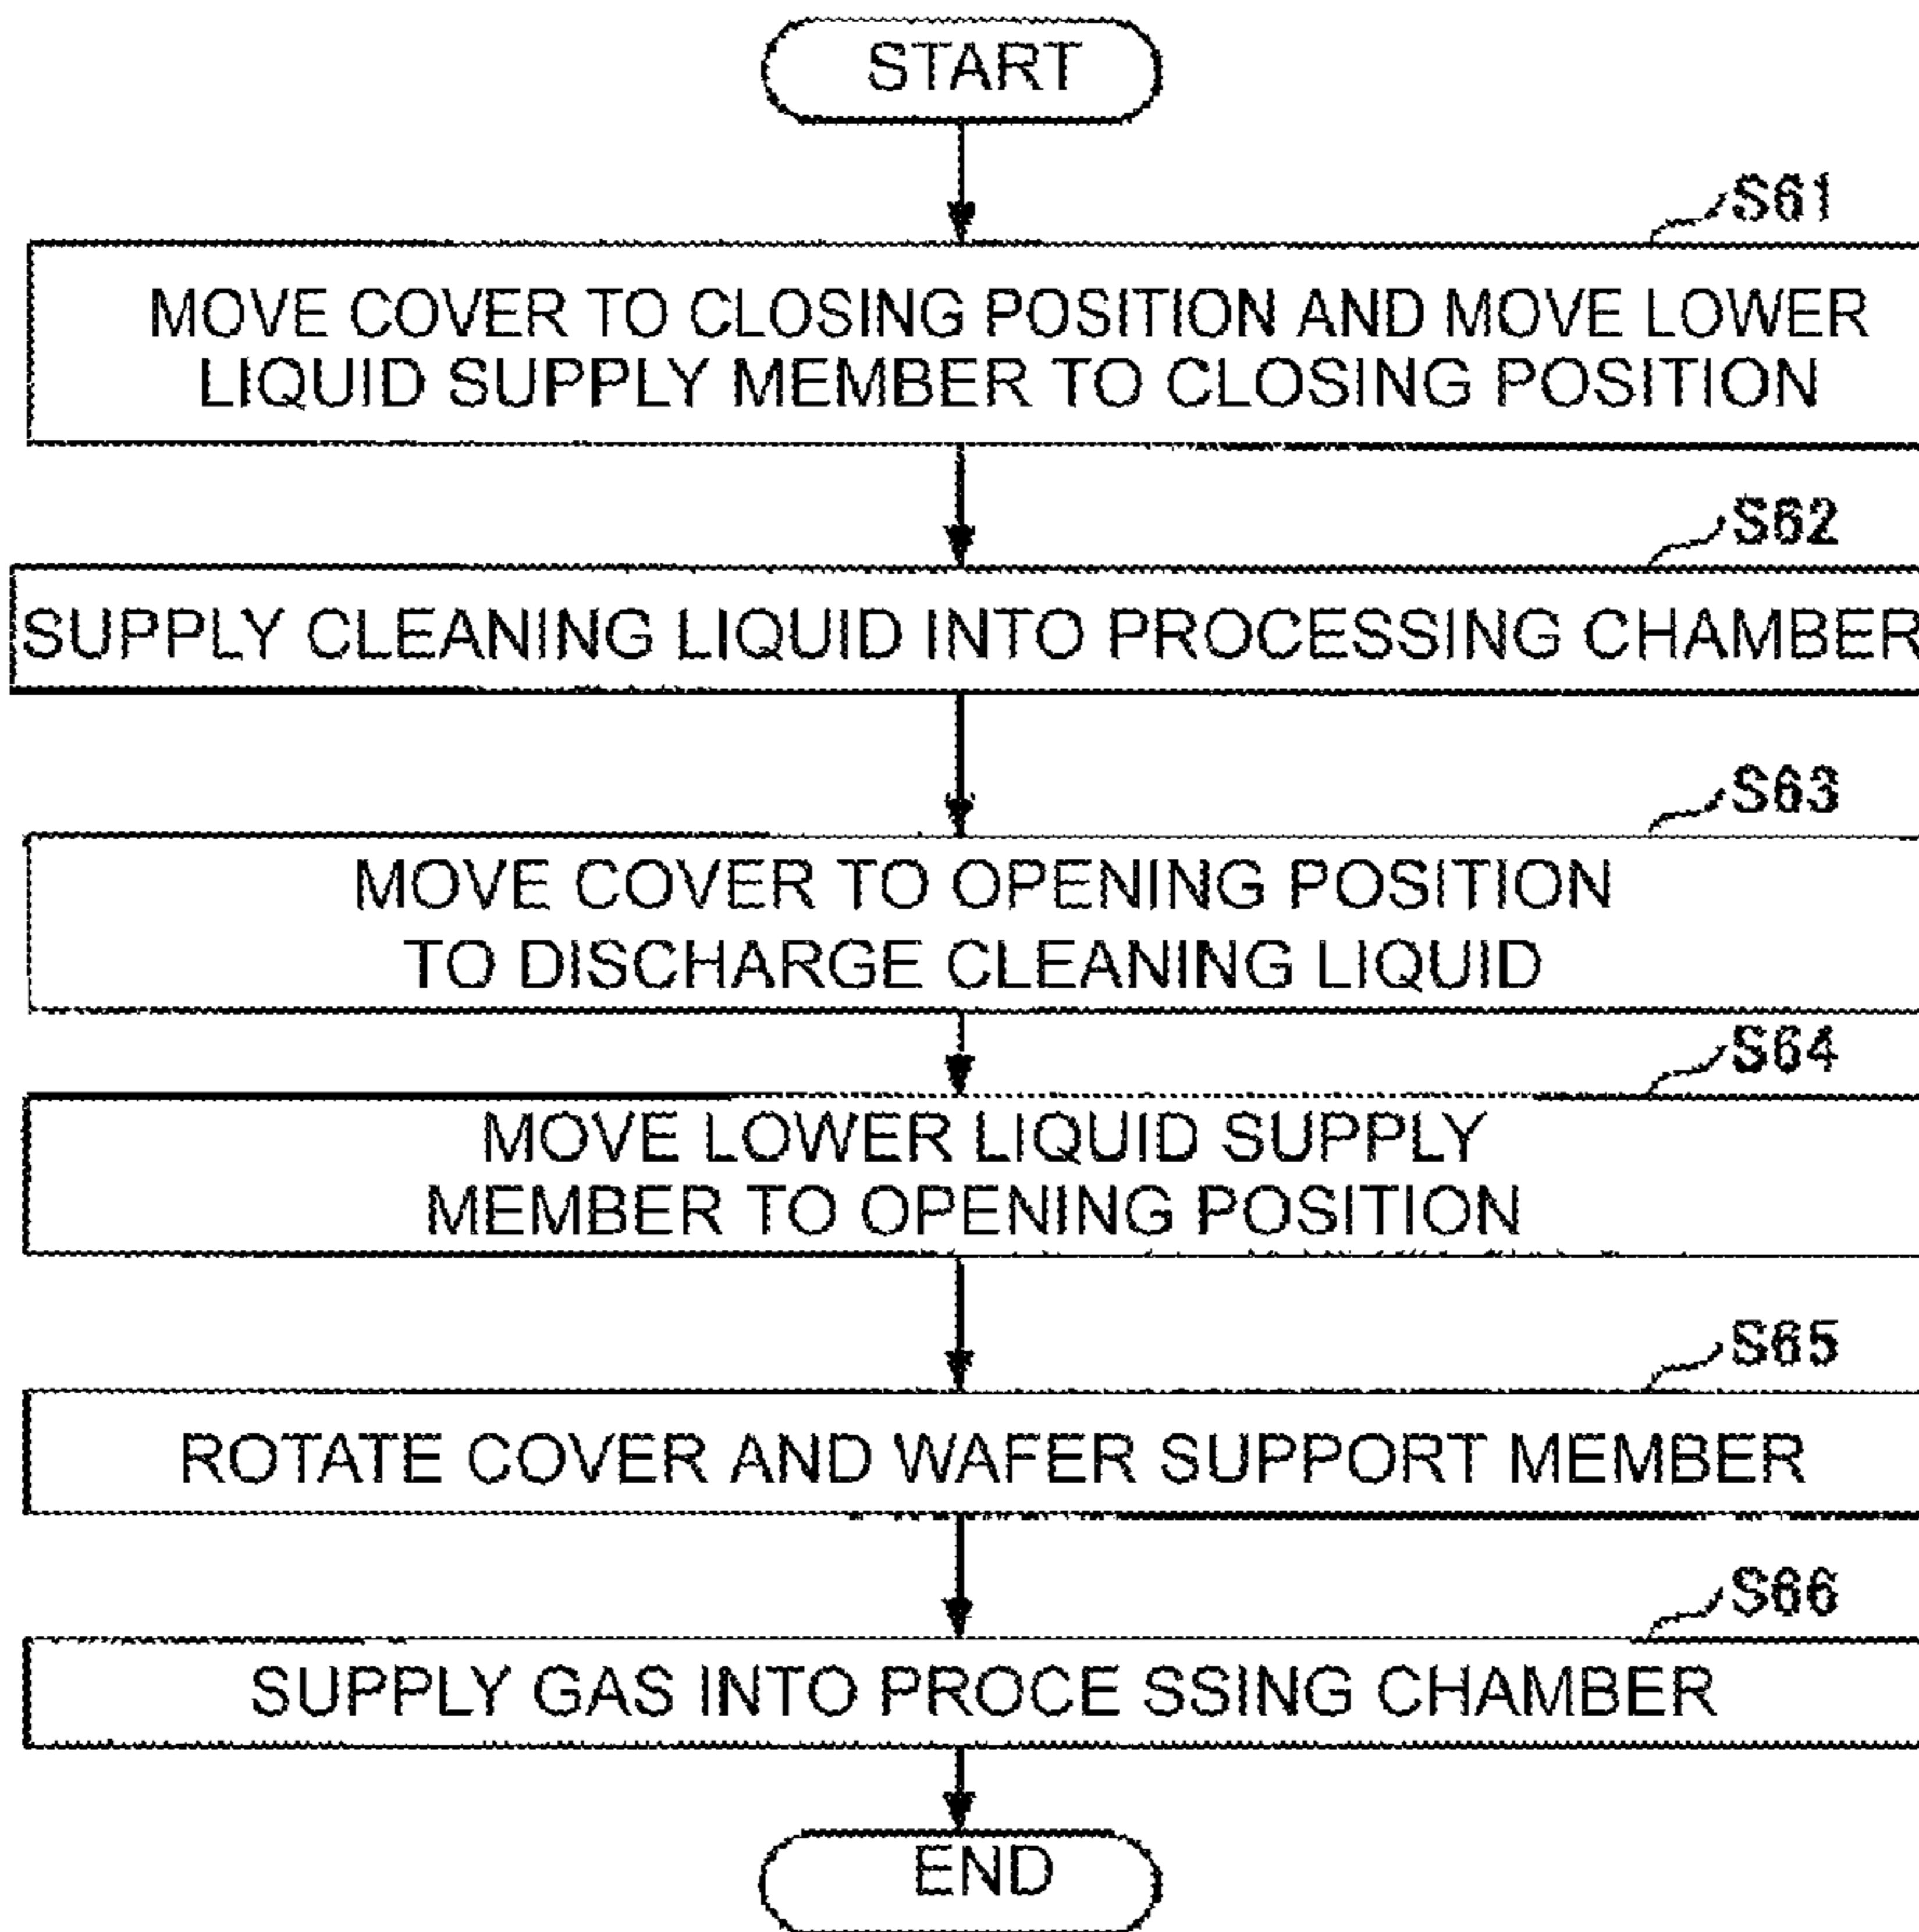 START
S61
MOVE COVER TO CLOSING POSITION AND MOVE LOWER
LIQUID SUPPLY MEMBER TO CLOSING POSITION
S62
SUPPLY CLEANING LIQUID INTO PROCESSING CHAMBER
S63
MOVE COVER TO OPENING POSITION
TO DISCHARGE CLEANING LIQUID
S64
MOVE LOWER LIQUID SUPPLY
MEMBER TO OPENING POSITION
S65
ROTATE COVER AND WAFER SUPPORT MEMBER
S66
SUPPLY GAS INTO PROCE SSING CHAMBER
END